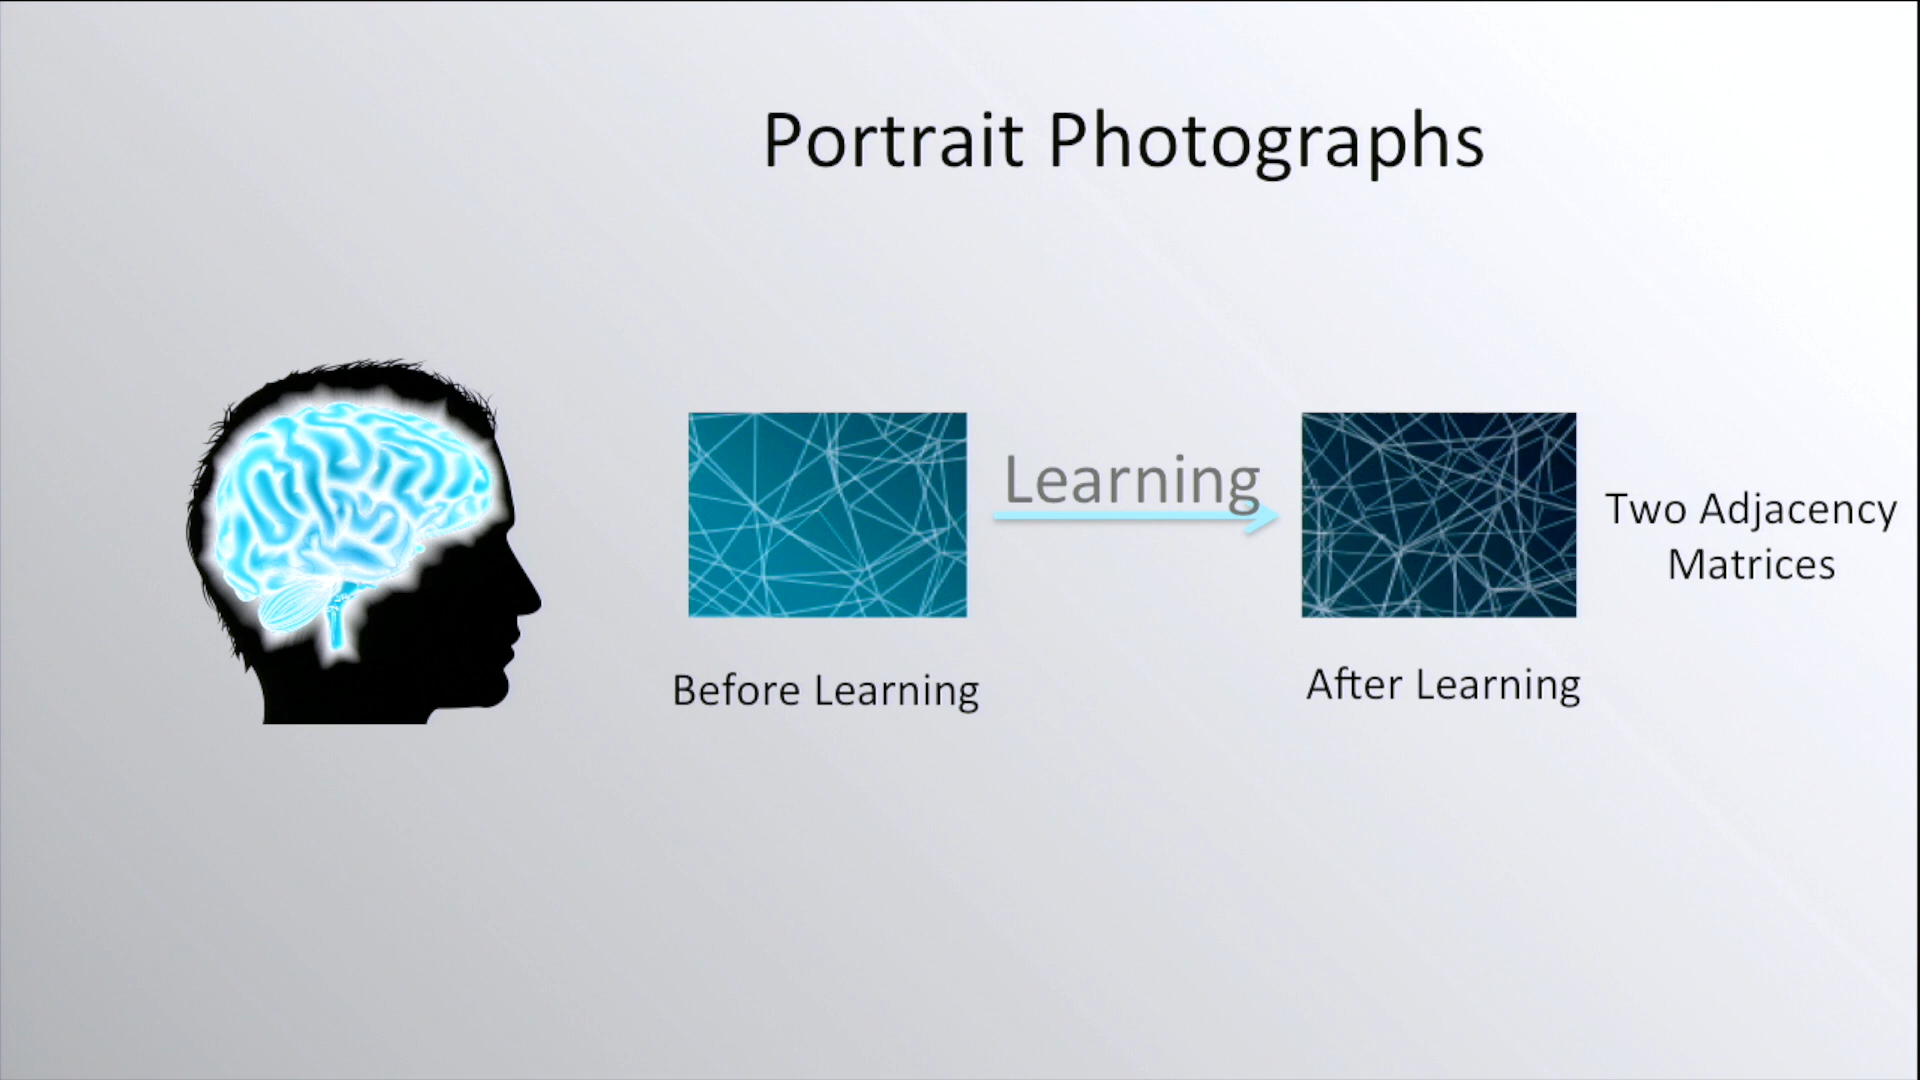 Portrait Photographs
Learning
Two Adjacency
Matrices
Before Learning
After Learning